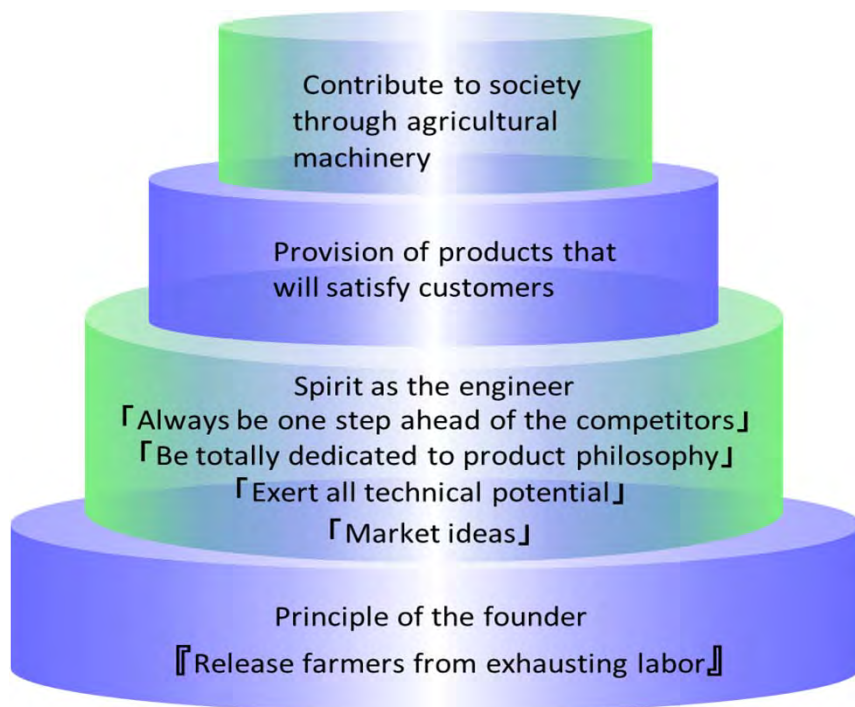 Contribute to society
through agricultural
machinery
Provision of products that
will satisfy customers
Spirit as the engineer
「Always be one step ahead of the competitors」
「Be totally dedicated to product philosophy」
「Exert all technical potential」
「Market ideas」
Principle of the founder
『Release farmers from exhausting labor』